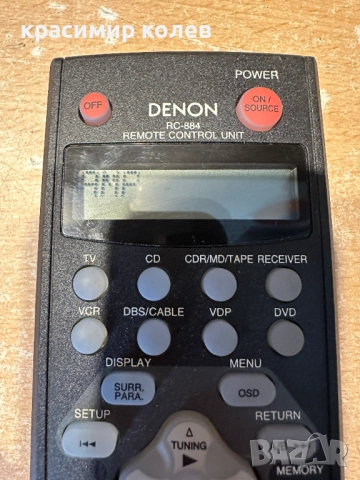 красимир колев
POWER
OFF
DENON
ON / SOURCE
RC-884
REMOTE CONTROL UNIT
TV CD CDR/MD/TAPE RECEIVER
VCR DBS/CABLE VDP DVD
DISPLAY MENU
SURR. PARA. OSD
SETUP RETURN
TUNING
MEMORY
BAZAR